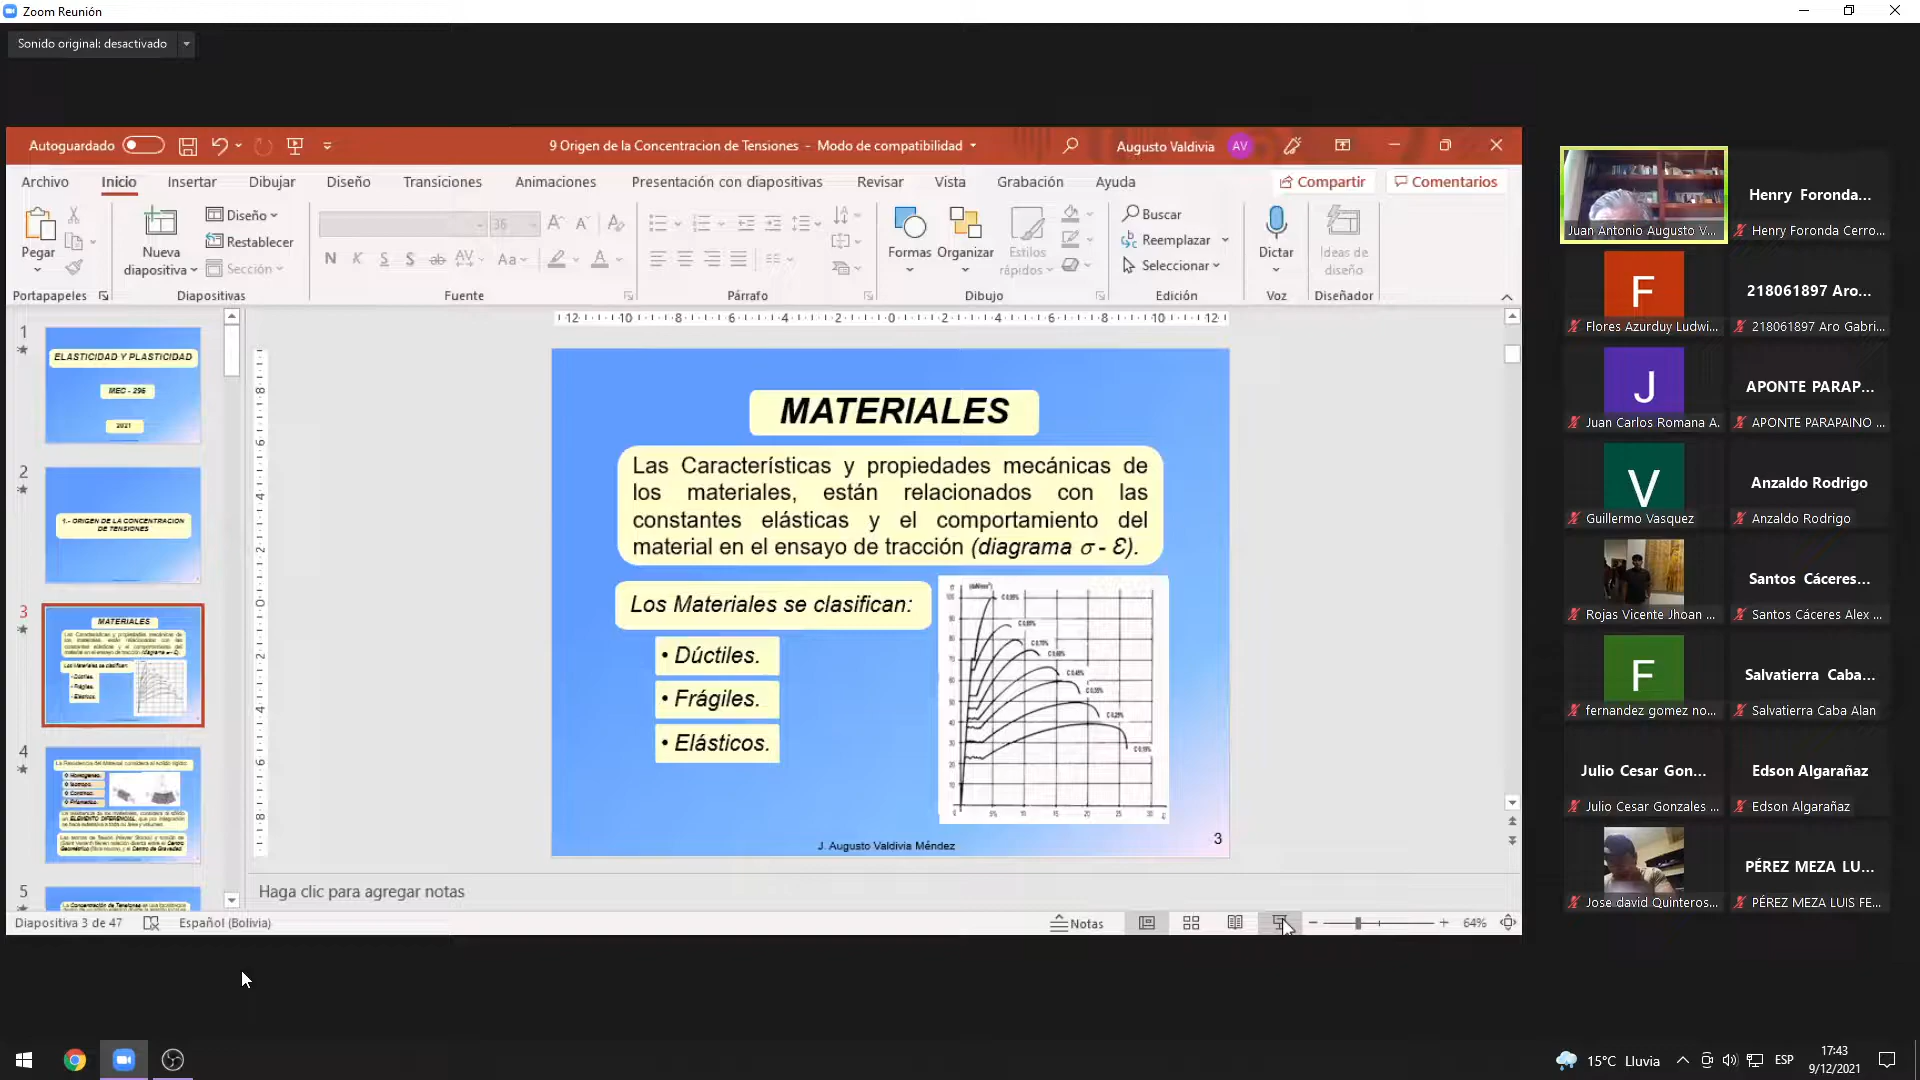 Zoom Reunión
Sonido original: desactivado
Autoguardado
9 Origen de la Concentracion de Tensiones - Modo de compatibilidad
Augusto Valdivia AV
Archivo Inicio Insertar Dibujar Diseño Transiciones Animaciones Presentación con diapositivas Revisar Vista Grabación Ayuda
Compartir Comentarios
Pegar
Portapapeles
Nueva
diapositiva
Diseño
Restablecer
Sección
Diapositivas
36
N K S S ab AV Aa A
Fuente
Párrafo
Formas
Organizar
Estilos
rápidos
Dibujo
Buscar
Reemplazar
Seleccionar
Edición
Dictar
Voz
Ideas de
diseño
Diseñador
1
ELASTICIDAD Y PLASTICIDAD
MEC - 296
2021
2
1.- ORIGEN DE LA CONCENTRACION
DE TENSIONES
3
4
5
MATERIALES
Las Características y propiedades mecánicas de
los materiales, están relacionados con las
constantes elásticas y el comportamiento del
material en el ensayo de tracción (diagrama σ - Ɛ).
Los Materiales se clasifican:
• Dúctiles.
• Frágiles.
• Elásticos.
J. Augusto Valdivia Méndez
3
Haga clic para agregar notas
Diapositiva 3 de 47
Español (Bolivia)
Notas
64%
Juan Antonio Augusto V...
Henry Foronda...
Henry Foronda Cerro...
F
Flores Azurduy Ludwi...
218061897 Aro...
218061897 Aro Gabri...
J
Juan Carlos Romana A.
APONTE PARAP...
APONTE PARAPAINO ...
V
Guillermo Vasquez
Anzaldo Rodrigo
Anzaldo Rodrigo
Rojas Vicente Jhoan ...
Santos Cáceres...
Santos Cáceres Alex ...
F
fernandez gomez no...
Salvatierra Caba...
Salvatierra Caba Alan
Julio Cesar Gon...
Julio Cesar Gonzales ...
Edson Algarañaz
Edson Algarañaz
Jose david Quinteros...
PÉREZ MEZA LU...
PÉREZ MEZA LUIS FE...
15°C Lluvia
ESP
17:43
9/12/2021